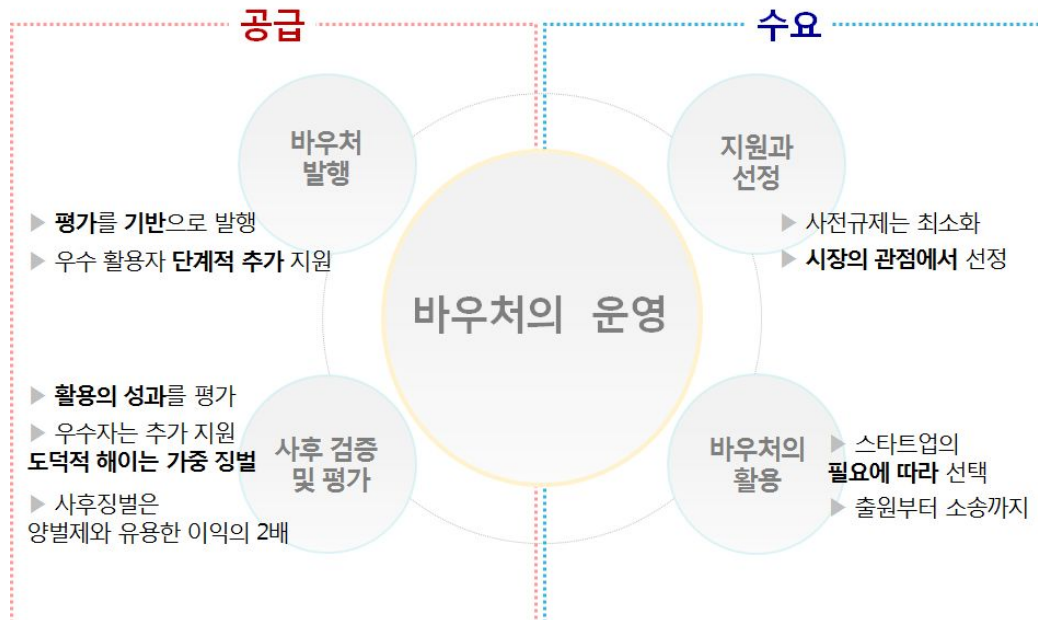 공급
수요
바우처
발행
▶ 평가를 기반으로 발행
▶ 우수 활용자 단계적 추가 지원
지원과
선정
▶ 사전규제는 최소화
▶ 시장의 관점에서 선정
바우처의 운영
▶ 활용의 성과를 평가
▶ 우수자는 추가 지원
도덕적 해이는 가중 징벌
▶ 사후징벌은
양벌제와 유용한 이익의 2배
사후 검증
및 평가
바우처의
활용
▶ 스타트업의
필요에 따라 선택
▶ 출원부터 소송까지